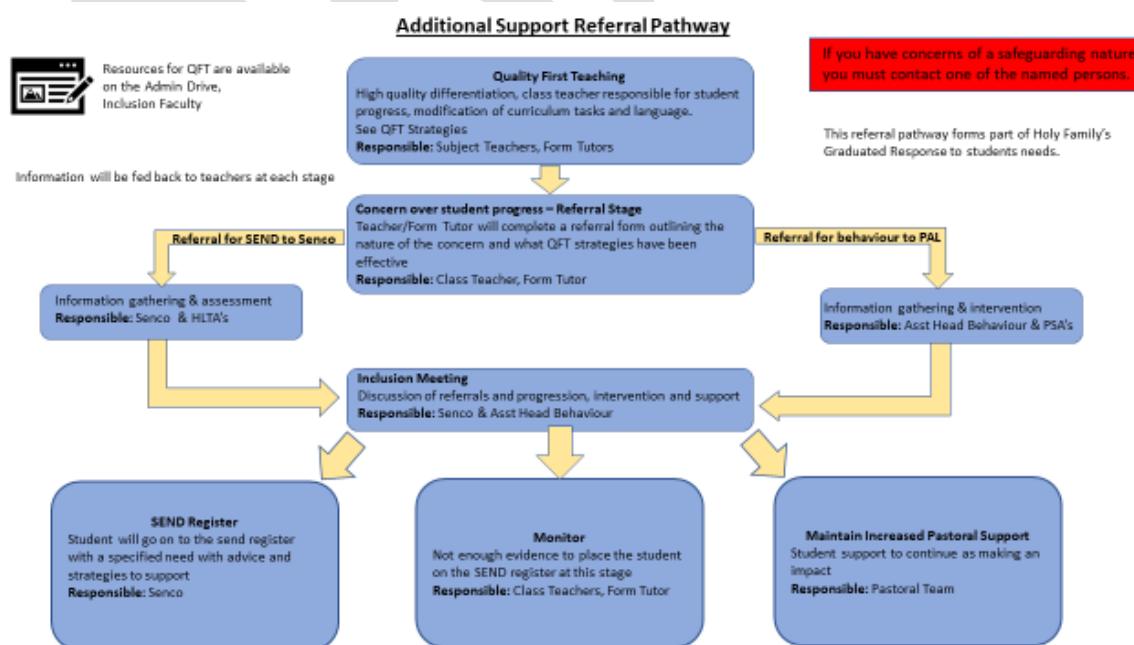 Additional Support Referral Pathway
Resources for QFT are available
on the Admin Drive,
Inclusion Faculty
If you have concerns of a safeguarding nature
you must contact one of the named persons.
Quality First Teaching
High quality differentiation, class teacher responsible for student
progress, modification of curriculum tasks and language.
See QFT Strategies
Responsible: Subject Teachers, Form Tutors
This referral pathway forms part of Holy Family's
Graduated Response to students needs.
Information will be fed back to teachers at each stage
Concern over student progress – Referral Stage
Teacher/Form Tutor will complete a referral form outlining the
nature of the concern and what QFT strategies have been
effective
Responsible: Class Teacher, Form Tutor
Referral for SEND to Senco
Referral for behaviour to PAL
Information gathering & assessment
Responsible: Senco & HLTA's
Information gathering & intervention
Responsible: Asst Head Behaviour & PSA's
Inclusion Meeting
Discussion of referrals and progression, intervention and support
Responsible: Senco & Asst Head Behaviour
SEND Register
Student will go on to the send register
with a specified need with advice and
strategies to support
Responsible: Senco
Monitor
Not enough evidence to place the student
on the SEND register at this stage
Responsible: Class Teachers, Form Tutor
Maintain Increased Pastoral Support
Student support to continue as making an
impact
Responsible: Pastoral Team